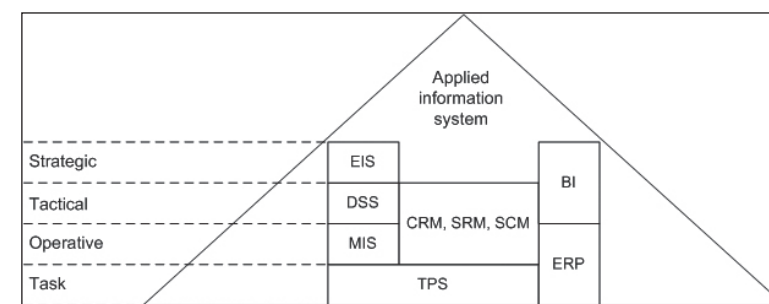 Applied
information
system
Strategic
EIS
BI
Tactical
DSS
CRM, SRM, SCM
Operative
MIS
ERP
Task
TPS